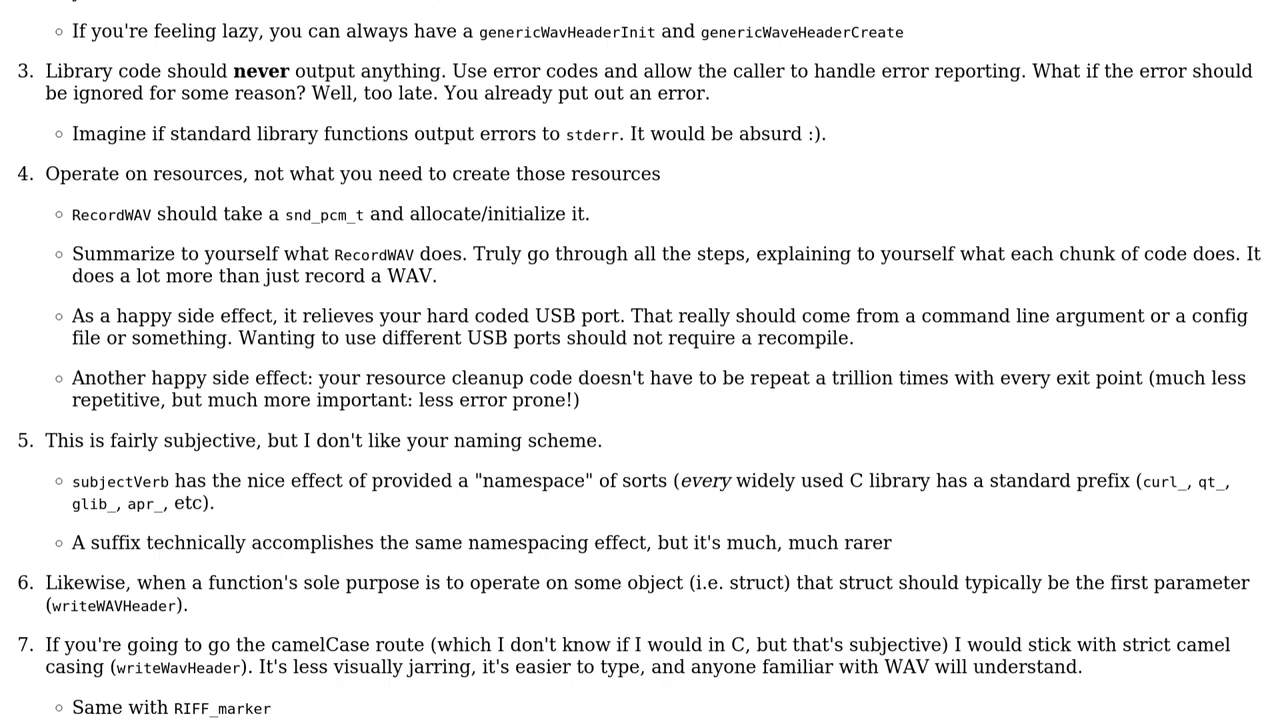 ◦ If you're feeling lazy, you can always have a genericWavHeaderInit and genericWaveHeaderCreate
3. Library code should never output anything. Use error codes and allow the caller to handle error reporting. What if the error should
be ignored for some reason? Well, too late. You already put out an error.
◦ Imagine if standard library functions output errors to stderr. It would be absurd :).
4. Operate on resources, not what you need to create those resources
◦ RecordWAV should take a snd_pcm_t and allocate/initialize it.
◦ Summarize to yourself what RecordWAV does. Truly go through all the steps, explaining to yourself what each chunk of code does. It
does a lot more than just record a WAV.
◦ As a happy side effect, it relieves your hard coded USB port. That really should come from a command line argument or a config
file or something. Wanting to use different USB ports should not require a recompile.
◦ Another happy side effect: your resource cleanup code doesn't have to be repeat a trillion times with every exit point (much less
repetitive, but much more important: less error prone!)
5. This is fairly subjective, but I don't like your naming scheme.
◦ subjectVerb has the nice effect of provided a "namespace" of sorts (every widely used C library has a standard prefix (curl_, qt_,
glib_, apr_, etc).
◦ A suffix technically accomplishes the same namespacing effect, but it's much, much rarer
6. Likewise, when a function's sole purpose is to operate on some object (i.e. struct) that struct should typically be the first parameter
(writeWAVHeader).
7. If you're going to go the camelCase route (which I don't know if I would in C, but that's subjective) I would stick with strict camel
casing (writeWavHeader). It's less visually jarring, it's easier to type, and anyone familiar with WAV will understand.
◦ Same with RIFF_marker